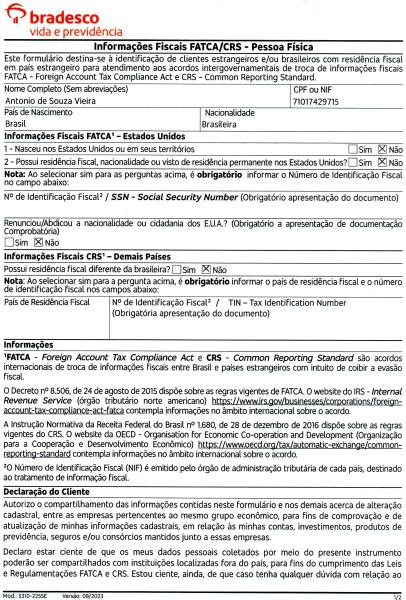 bradesco
vida e previdência
Informações Fiscais FATCA/CRS - Pessoa Física
Este formulário destina-se à identificação de clientes estrangeiros e/ou brasileiros com residência fiscal
em país estrangeiro para atendimento aos acordos intergovernamentais de troca de informações fiscais
FATCA - Foreign Account Tax Compliance Act e CRS - Common Reporting Standard.
Nome Completo (Sem abreviações) CPF ou NIF
Antonio de Souza Vieira 71017429715
País de Nascimento Nacionalidade
Brasil Brasileira
Informações Fiscais FATCA¹ – Estados Unidos
1 - Nasceu nos Estados Unidos ou em seus territórios ☐ Sim ☒ Não
2 - Possui residência fiscal, nacionalidade ou visto de residência permanente nos Estados Unidos? ☐ Sim ☒ Não
Nota: Ao selecionar sim para as perguntas acima, é obrigatório informar o Número de Identificação Fiscal
no campo abaixo:
Nº de Identificação Fiscal² / SSN - Social Security Number (Obrigatório apresentação do documento)
Renunciou/Abdicou a nacionalidade ou cidadania dos E.U.A.? (Obrigatório a apresentação de documentação
Comprobatória)
☐ Sim ☒ Não
Informações Fiscais CRS¹ – Demais Países
Possui residência fiscal diferente da brasileira? ☐ Sim ☒ Não
Nota: Ao selecionar sim para a pergunta acima, é obrigatório informar o país de residência fiscal e o número
de identificação fiscal nos campos abaixo:
País de Residência Fiscal Nº de Identificação Fiscal² / TIN – Tax Identification Number
(Obrigatória apresentação do documento)
Informações
¹FATCA - Foreign Account Tax Compliance Act e CRS - Common Reporting Standard são acordos
internacionais de troca de informações fiscais entre Brasil e países estrangeiros com intuito de coibir a evasão
fiscal.
O Decreto nº 8.506, de 24 de agosto de 2015 dispõe sobre as regras vigentes de FATCA. O website do IRS - Internal
Revenue Service (órgão tributário norte americano) https://www.irs.gov/businesses/corporations/foreign-
account-tax-compliance-act-fatca contempla informações no âmbito internacional sobre o acordo.
A Instrução Normativa da Receita Federal do Brasil nº 1.680, de 28 de dezembro de 2016 dispõe sobre as regras
vigentes do CRS. O website da OECD - Organisation for Economic Co-operation and Development (Organização
para a Cooperação e Desenvolvimento Econômico) https://www.oecd.org/tax/automatic-exchange/common-
reporting-standard contempla informações no âmbito internacional sobre o acordo.
²O Número de Identificação Fiscal (NIF) é emitido pelo órgão de administração tributária de cada país, destinado
ao tratamento de informação fiscal.
Declaração do Cliente
Autorizo o compartilhamento das informações contidas neste formulário e nos demais acerca de alteração
cadastral, entre as empresas pertencentes ao mesmo grupo econômico, para fins de comprovação e de
atualização de minhas informações cadastrais, em relação às minhas contas, investimentos, produtos de
previdência, seguros e/ou consórcios mantidos junto a essas empresas.
Declaro estar ciente de que os meus dados pessoais coletados por meio do presente instrumento
poderão ser compartilhados com instituições localizadas fora do país, para fins do cumprimento das Leis
e Regulamentações FATCA e CRS. Estou ciente, ainda, de que caso tenha qualquer dúvida com relação ao
Mod.: 5310-2255E Versão: 09/2023 1/2